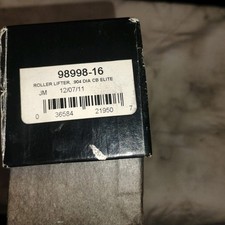 98998-16
ROLLER LIFTER, .904 DIA CB ELITE
JM 12/07/11
0 36584 21950 7